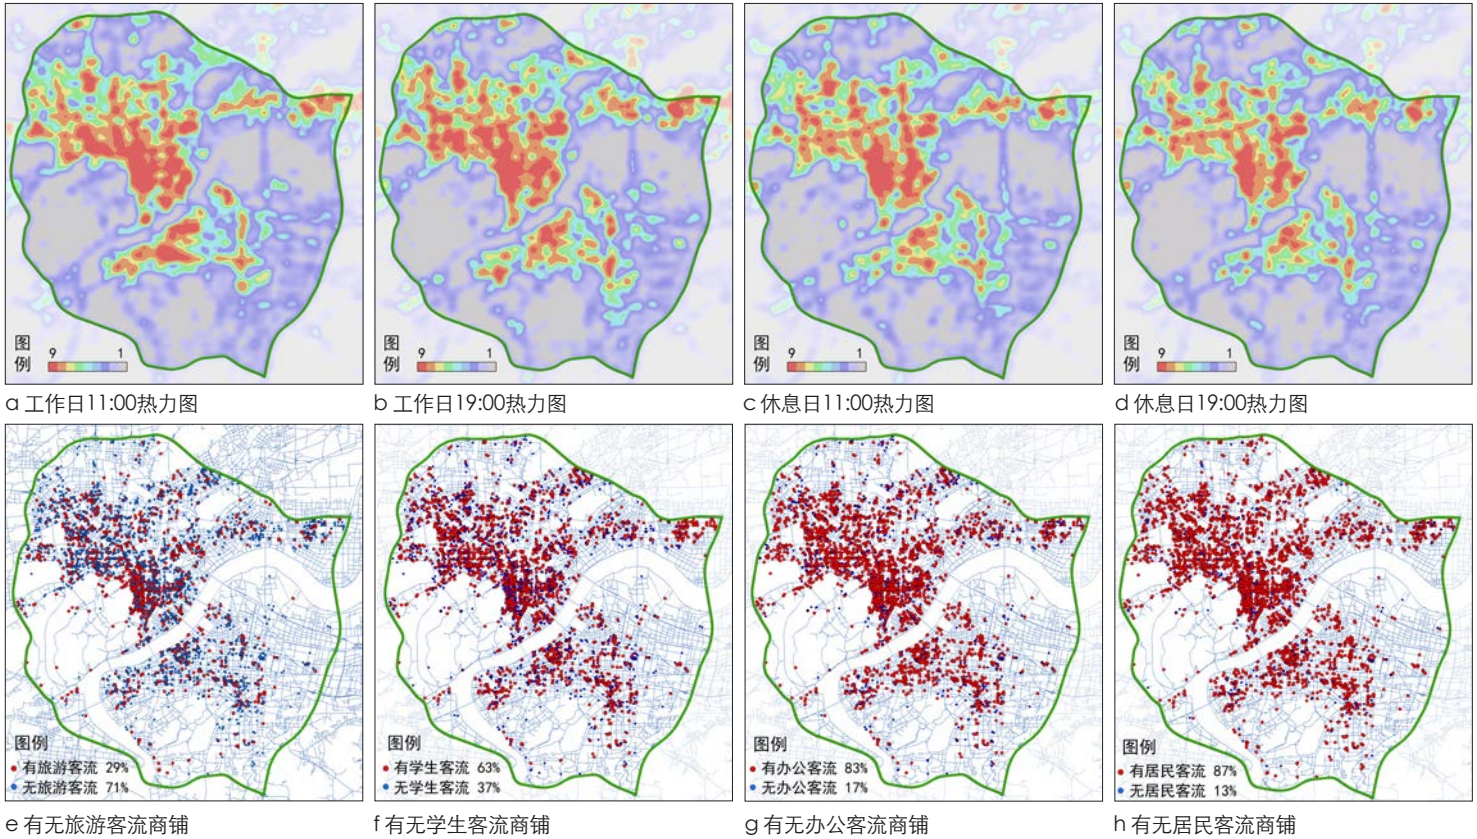 图
例
9 1
图
例
9 1
图
例
9 1
图
例
9 1
a 工作日11:00热力图
b 工作日19:00热力图
c 休息日11:00热力图
d 休息日19:00热力图
图例
有旅游客流 29%
无旅游客流 71%
图例
有学生客流 63%
无学生客流 37%
图例
有办公客流 83%
无办公客流 17%
图例
有居民客流 87%
无居民客流 13%
e 有无旅游客流商铺
f 有无学生客流商铺
g 有无办公客流商铺
h 有无居民客流商铺